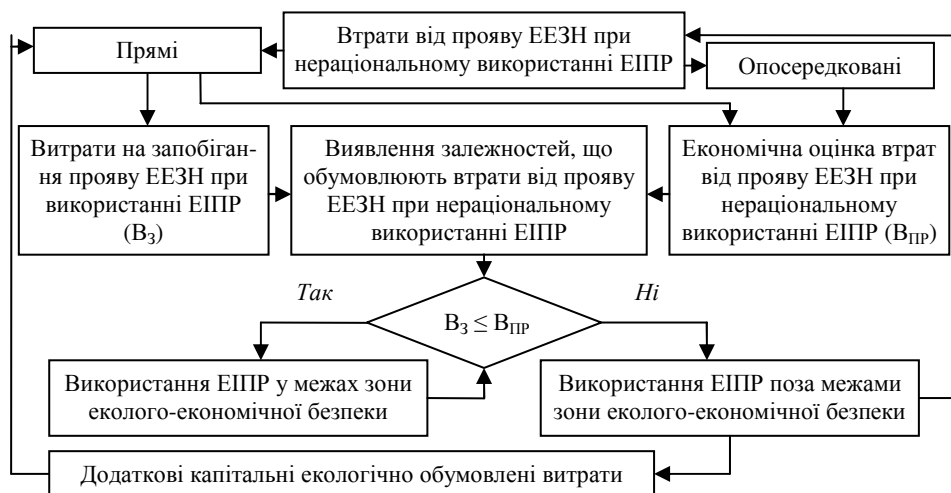 Прямі
Втрати від прояву ЕЕЗН при
нераціональному використанні ЕІПР
Опосередковані
Витрати на запобіган-
ня прояву ЕЕЗН при
використанні ЕІПР
(ВЗ)
Виявлення залежностей, що
обумовлюють втрати від прояву
ЕЕЗН при нераціональному
використанні ЕІПР
Економічна оцінка втрат
від прояву ЕЕЗН при
нераціональному
використанні ЕІПР (ВПР)
Так
Ні
ВЗ ≤ ВПР
Використання ЕІПР у межах зони
еколого-економічної безпеки
Використання ЕІПР поза межами
зони еколого-економічної безпеки
Додаткові капітальні екологічно обумовлені витрати